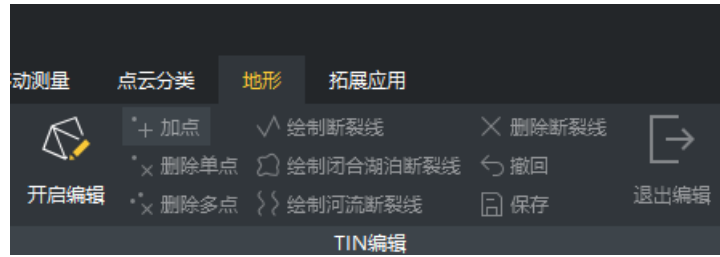 动测量 点云分类 地形 拓展应用
加点 绘制断裂线 删除断裂线
删除单点 绘制闭合湖泊断裂线 撤回
开启编辑 删除多点 绘制河流断裂线 保存 退出编辑
TIN编辑